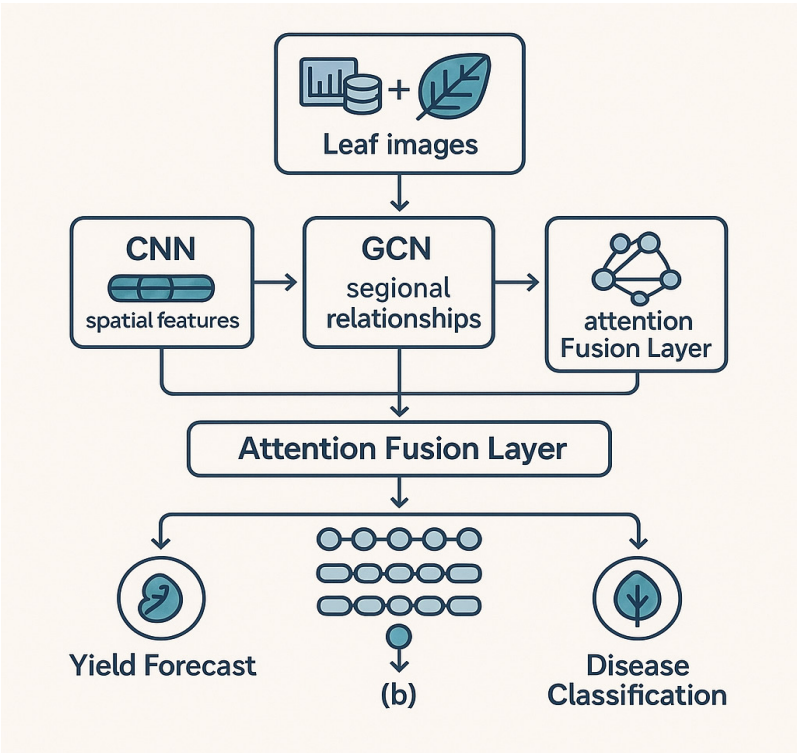 Leaf images
CNN
spatial features
GCN
segional
relationships
attention
Fusion Layer
Attention Fusion Layer
Yield Forecast
(b)
Disease
Classification